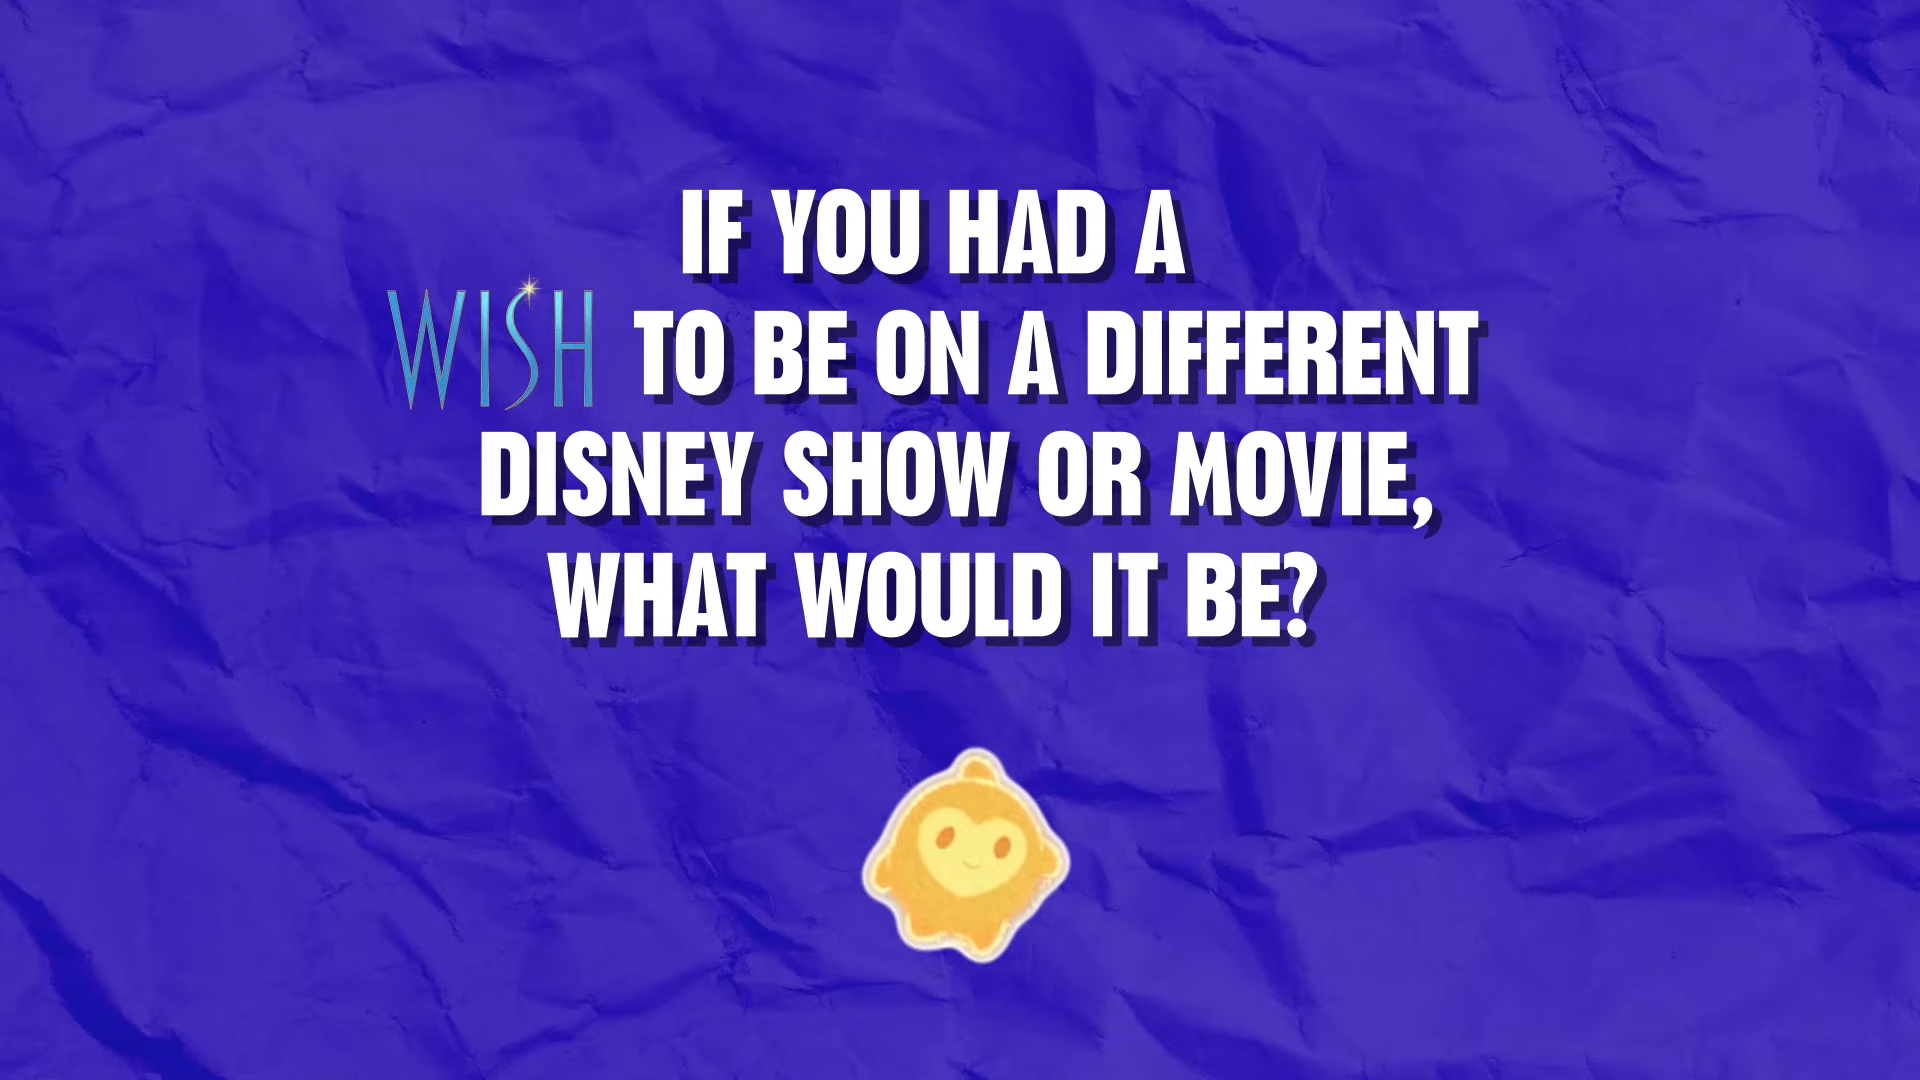 IF YOU HAD A
WISH TO BE ON A DIFFERENT
DISNEY SHOW OR MOVIE,
WHAT WOULD IT BE?